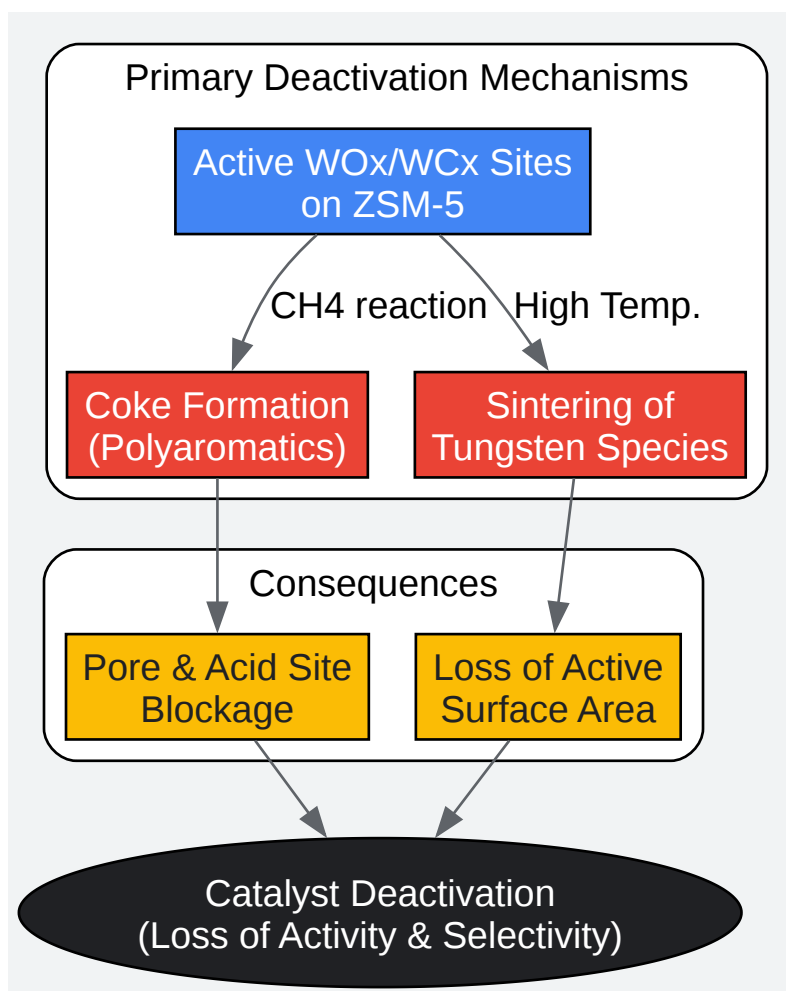 Primary Deactivation Mechanisms
Active WOx/WCx Sites
on ZSM-5
CH4 reaction
High Temp.
Coke Formation
(Polyaromatics)
Sintering of
Tungsten Species
Consequences
Pore & Acid Site
Blockage
Loss of Active
Surface Area
Catalyst Deactivation
(Loss of Activity & Selectivity)